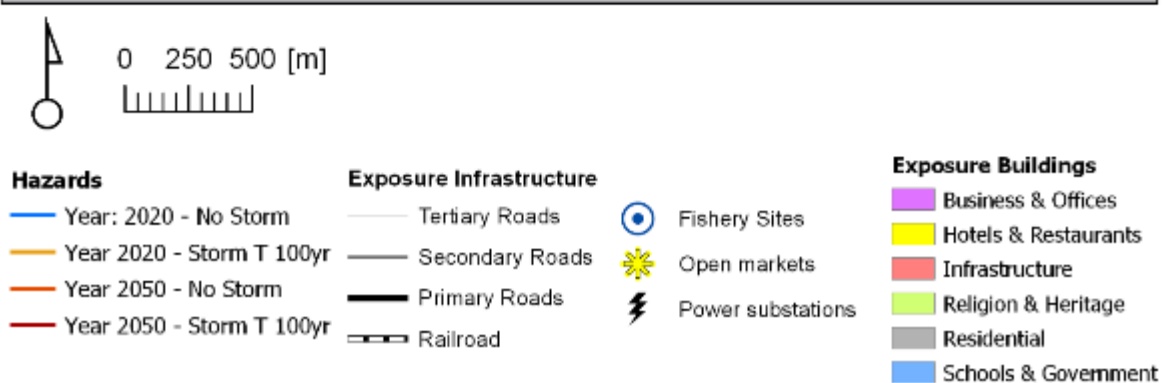 0 250 500 [m]
Hazards
Year: 2020 - No Storm
Year 2020 - Storm T 100yr
Year 2050 - No Storm
Year 2050 - Storm T 100yr
Exposure Infrastructure
Tertiary Roads
Secondary Roads
Primary Roads
Railroad
Fishery Sites
Open markets
Power substations
Exposure Buildings
Business & Offices
Hotels & Restaurants
Infrastructure
Religion & Heritage
Residential
Schools & Government